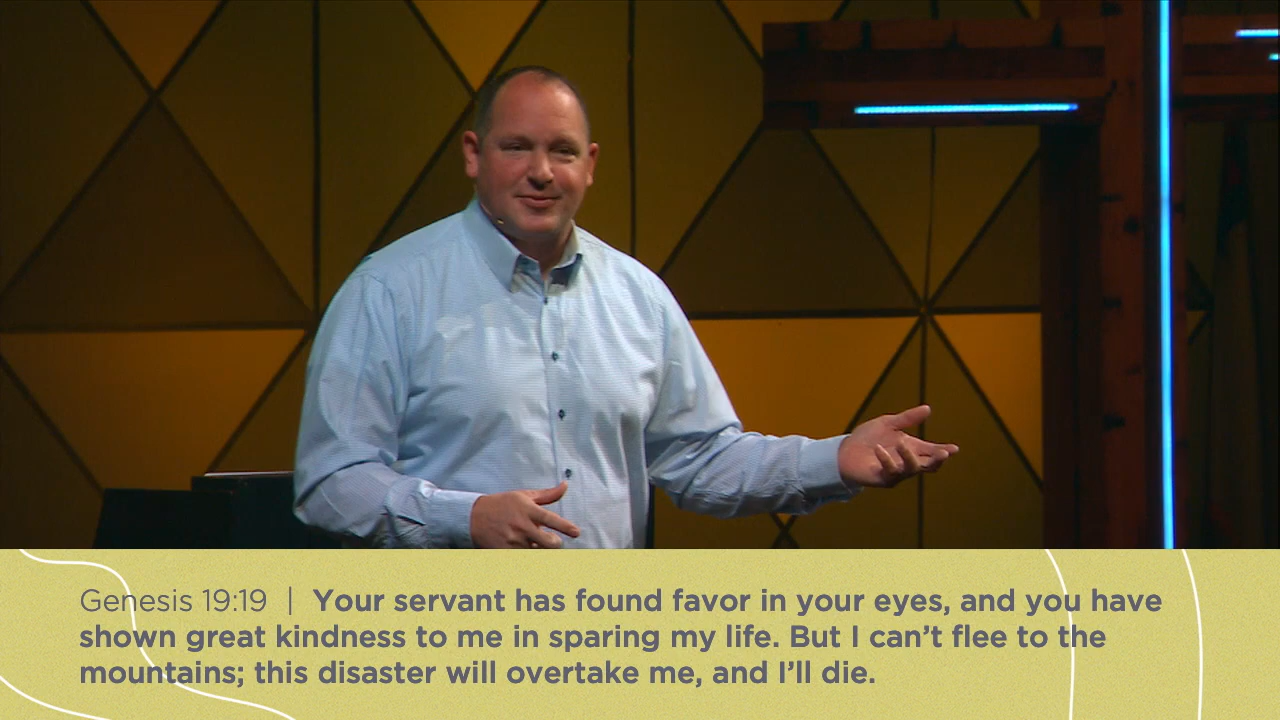 Genesis 19:19 | Your servant has found favor in your eyes, and you have
shown great kindness to me in sparing my life. But I can’t flee to the
mountains; this disaster will overtake me, and I’ll die.